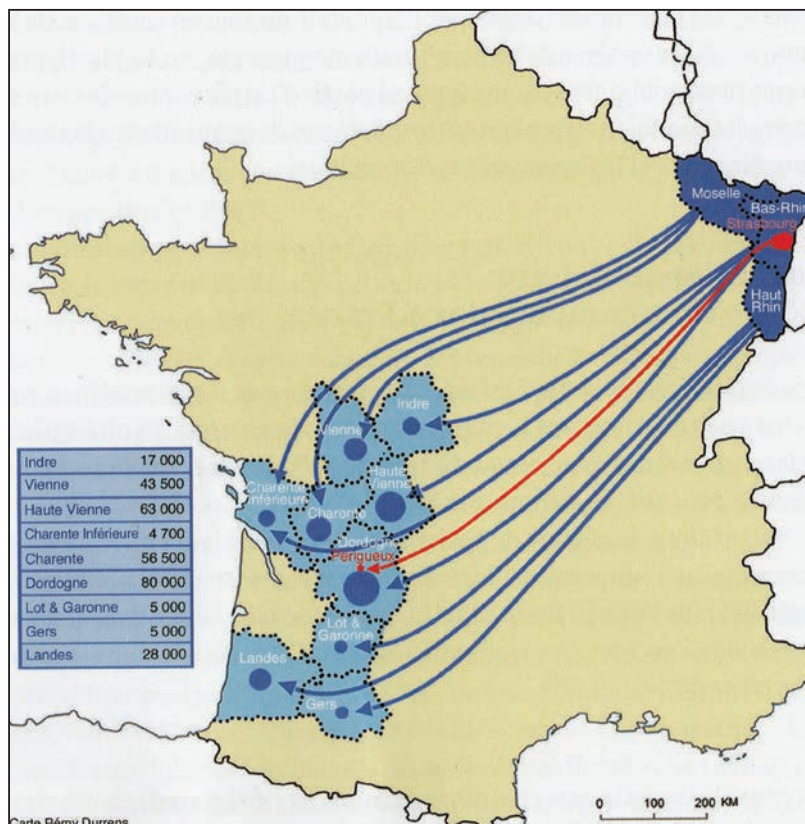 Moselle
Bas-Rhin
Strasbourg
Haut
Rhin
Indre
Vienne
Haute
Vienne
Charente
Inférieure
Charente
Dordogne
Périgueux
Lot &
Garonne
Landes
Gers
Indre 17 000
Vienne 43 500
Haute Vienne 63 000
Charente Inférieure 4 700
Charente 56 500
Dordogne 80 000
Lot & Garonne 5 000
Gers 5 000
Landes 28 000
0 100 200 KM
Carte Rémy Durrens